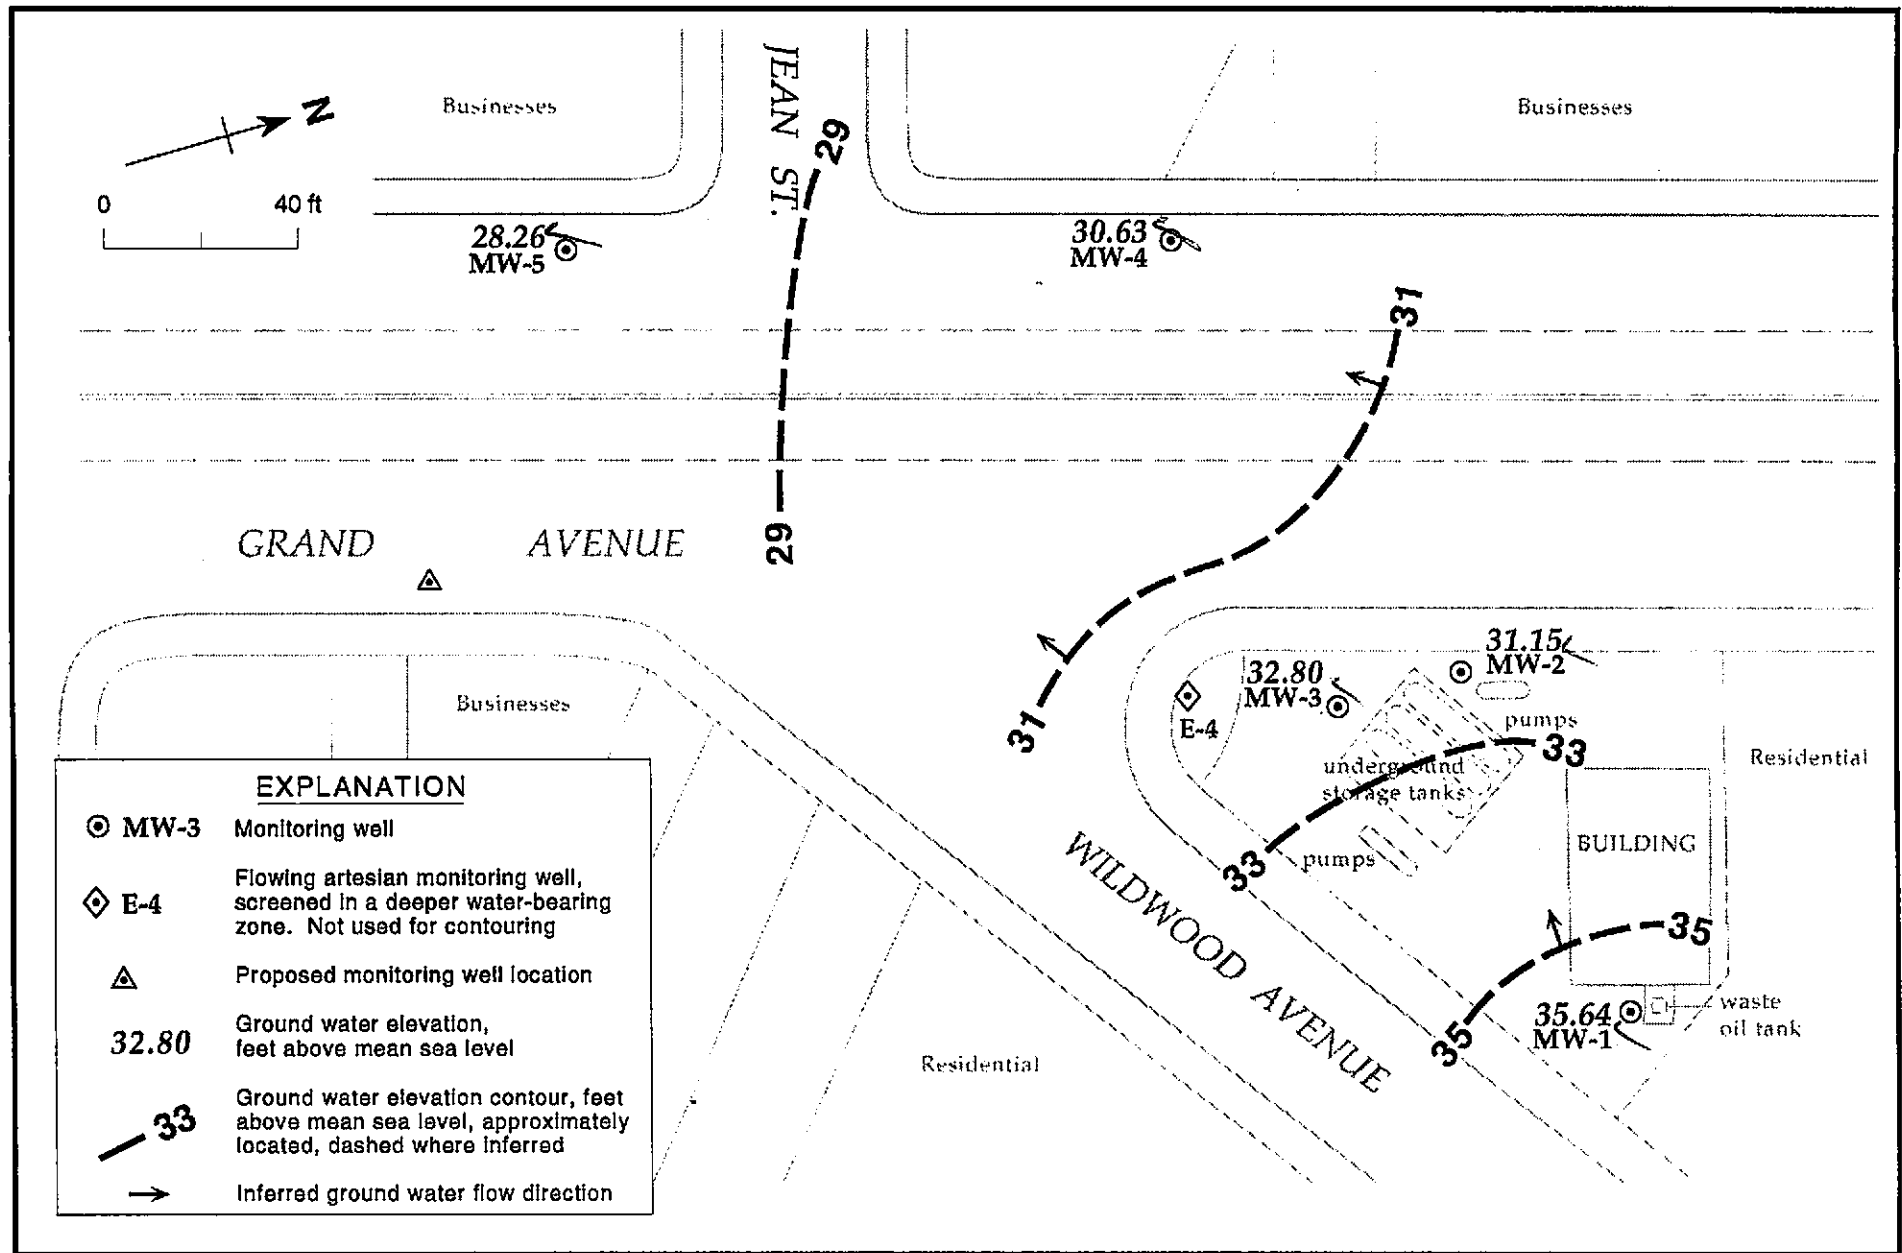 JEAN ST.
N
Businesses
Businesses
29
0 40 ft
28.26
MW-5
30.63
MW-4
31
GRAND AVENUE
29
31.15
MW-2
32.80
MW-3
E-4
31
pumps
33
Businesses
underground
storage tanks
Residential
BUILDING
pumps
33
WILDWOOD AVENUE
35
35.64
MW-1
waste
oil tank
35
Residential
EXPLANATION
MW-3 Monitoring well
E-4 Flowing artesian monitoring well,
screened in a deeper water-bearing
zone. Not used for contouring
Proposed monitoring well location
32.80 Ground water elevation,
feet above mean sea level
33 Ground water elevation contour, feet
above mean sea level, approximately
located, dashed where inferred
Inferred ground water flow direction